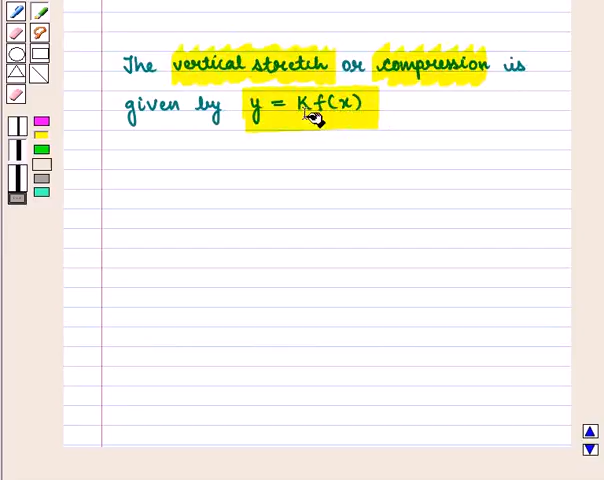 The vertical stretch or compression is
given by y = Kf(x)